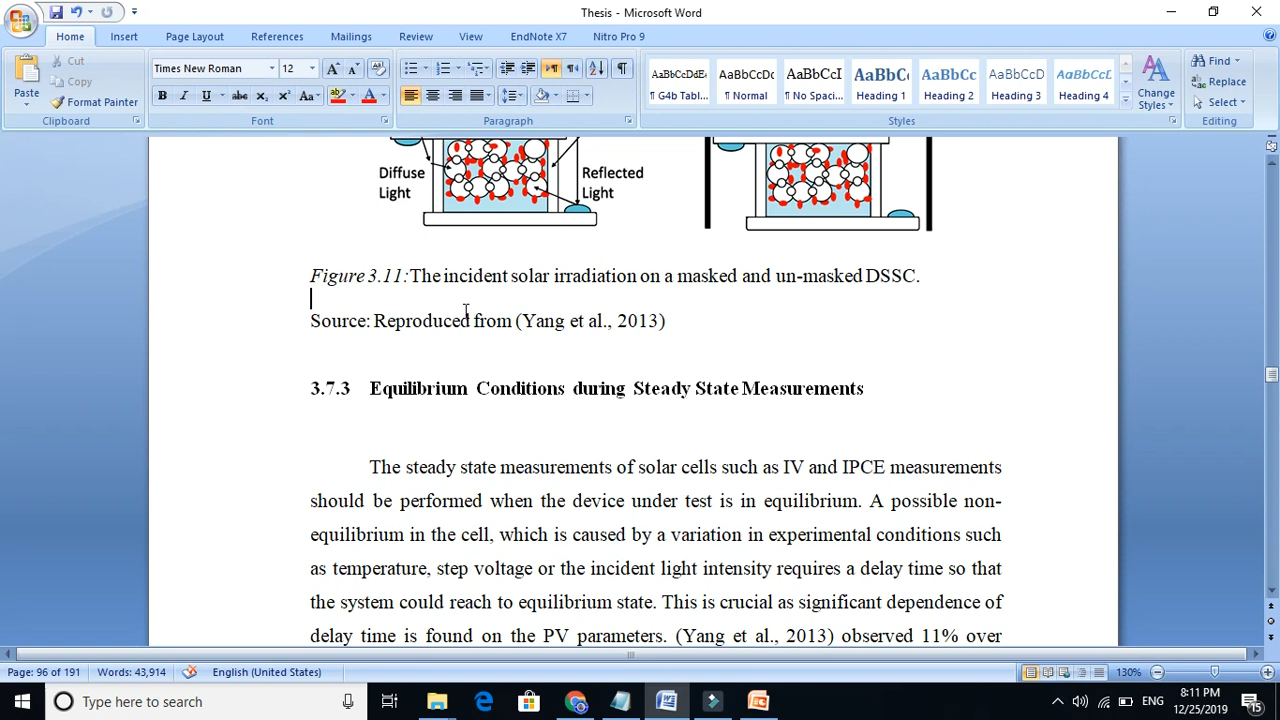 Thesis - Microsoft Word
Home Insert Page Layout References Mailings Review View EndNote X7 Nitro Pro 9
Paste Cut Copy Format Painter
Times New Roman 12
AaBbCcDdE AaBbCcD. AaBbCcI AaBbC AaBbCc AaBbCcD AaBbCcL
¶ G4b Tabl... ¶ Normal ¶ No Spaci... Heading 1 Heading 2 Heading 3 Heading 4
Change Styles
Find Replace Select
Clipboard Font Paragraph Styles Editing
Diffuse Light
Reflected Light
Figure 3.11:The incident solar irradiation on a masked and un-masked DSSC.
Source: Reproduced from (Yang et al., 2013)
3.7.3 Equilibrium Conditions during Steady State Measurements
The steady state measurements of solar cells such as IV and IPCE measurements
should be performed when the device under test is in equilibrium. A possible non-
equilibrium in the cell, which is caused by a variation in experimental conditions such
as temperature, step voltage or the incident light intensity requires a delay time so that
the system could reach to equilibrium state. This is crucial as significant dependence of
delay time is found on the PV parameters. (Yang et al., 2013) observed 11% over
Page: 96 of 191 Words: 43,914 English (United States) 130%
Type here to search
ENG 8:11 PM 12/25/2019 15